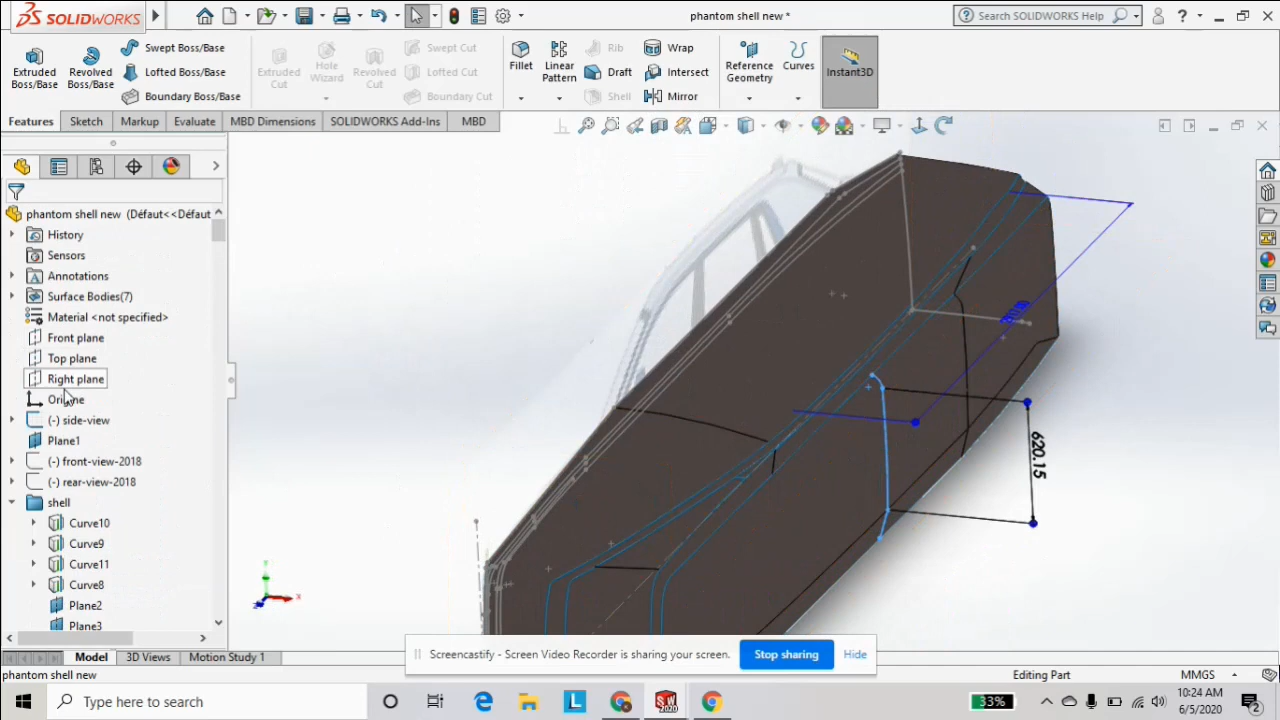 SOLIDWORKS
phantom shell new *
Search SOLIDWORKS Help
Extruded Boss/Base
Revolved Boss/Base
Swept Boss/Base
Lofted Boss/Base
Boundary Boss/Base
Extruded Cut
Hole Wizard
Revolved Cut
Swept Cut
Lofted Cut
Boundary Cut
Fillet
Linear Pattern
Rib
Draft
Shell
Wrap
Intersect
Mirror
Reference Geometry
Curves
Instant3D
Features
Sketch
Markup
Evaluate
MBD Dimensions
SOLIDWORKS Add-Ins
MBD
phantom shell new (Défaut<<Défaut
History
Sensors
Annotations
Surface Bodies(7)
Material <not specified>
Front plane
Top plane
Right plane
(-) side-view
Plane1
(-) front-view-2018
(-) rear-view-2018
shell
Curve10
Curve9
Curve11
Curve8
Plane2
Plane3
620.15
Model
3D Views
Motion Study 1
Screencastify - Screen Video Recorder is sharing your screen.
Stop sharing
Hide
phantom shell new
Editing Part
MMGS
Type here to search
33%
10:24 AM
6/5/2020